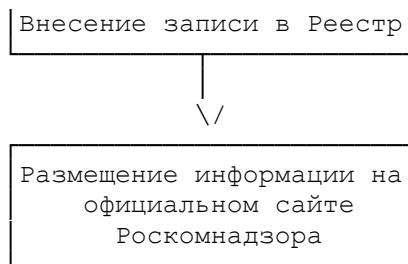 Внесение записи в Реестр
Размещение информации на
официальном сайте
Роскомнадзора